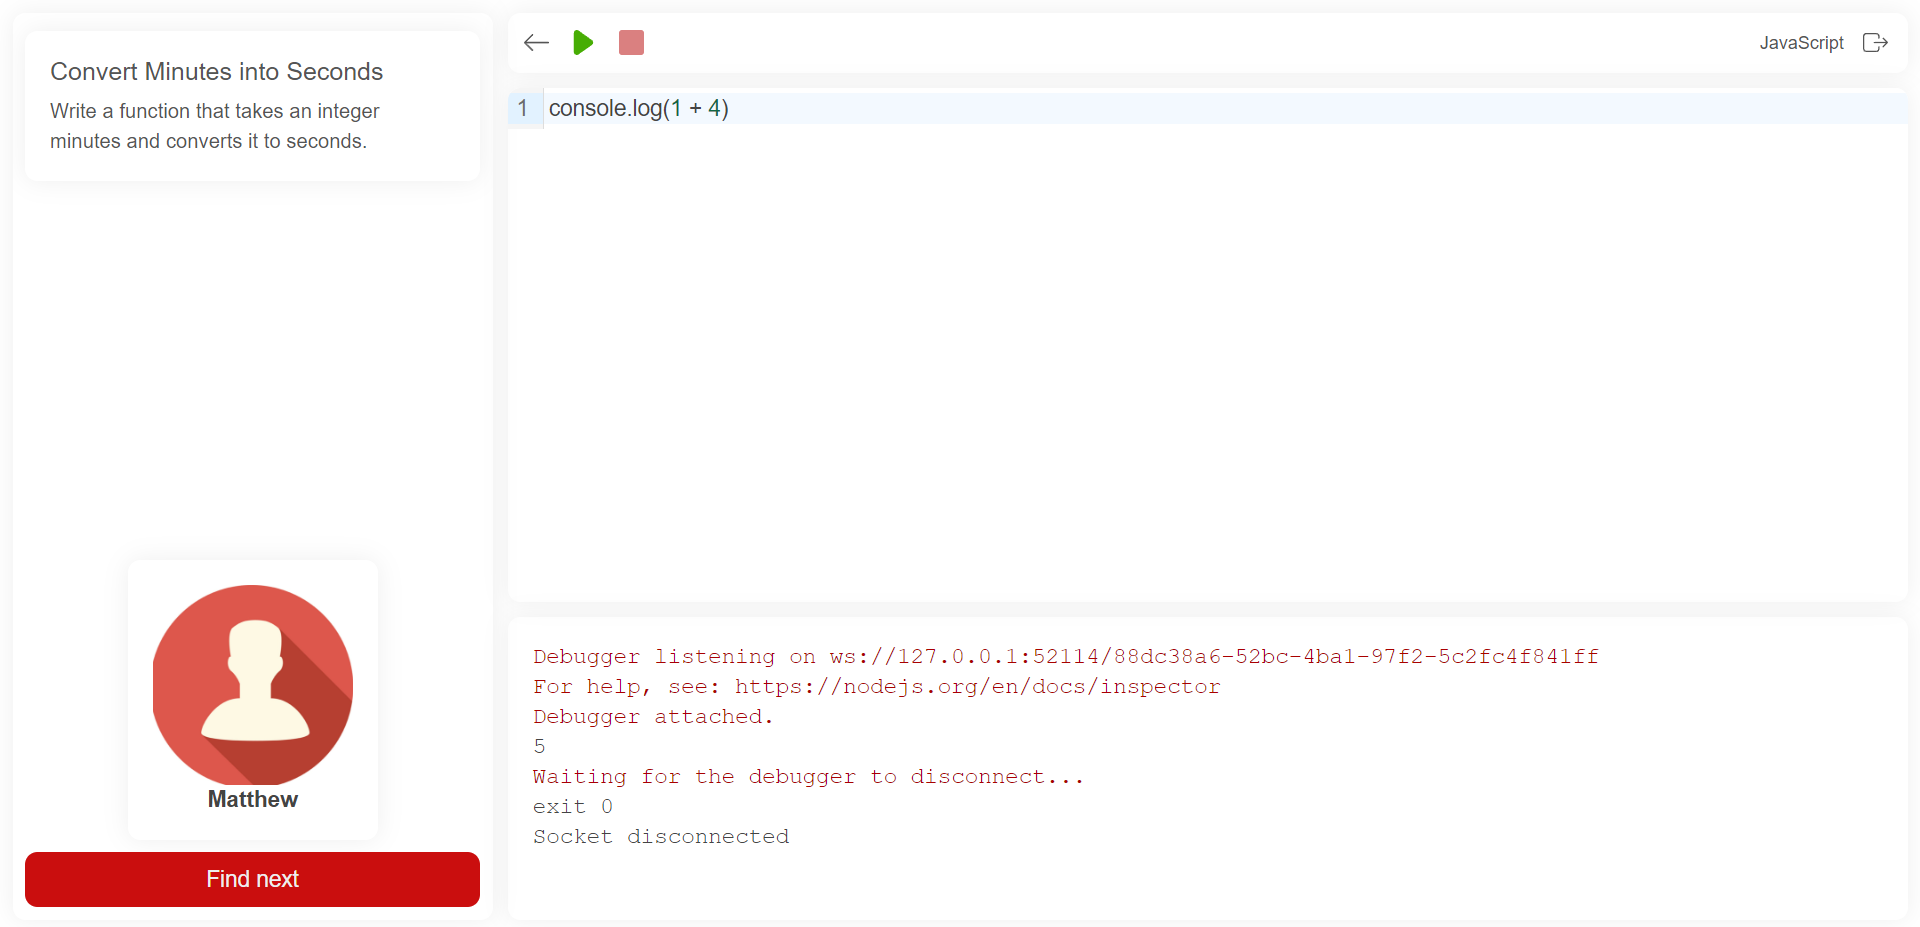 Convert Minutes into Seconds
Write a function that takes an integer
minutes and converts it to seconds.
Matthew
Find next
JavaScript
1 console.log(1 + 4)
Debugger listening on ws://127.0.0.1:52114/88dc38a6-52bc-4ba1-97f2-5c2fc4f841ff
For help, see: https://nodejs.org/en/docs/inspector
Debugger attached.
5
Waiting for the debugger to disconnect...
exit 0
Socket disconnected